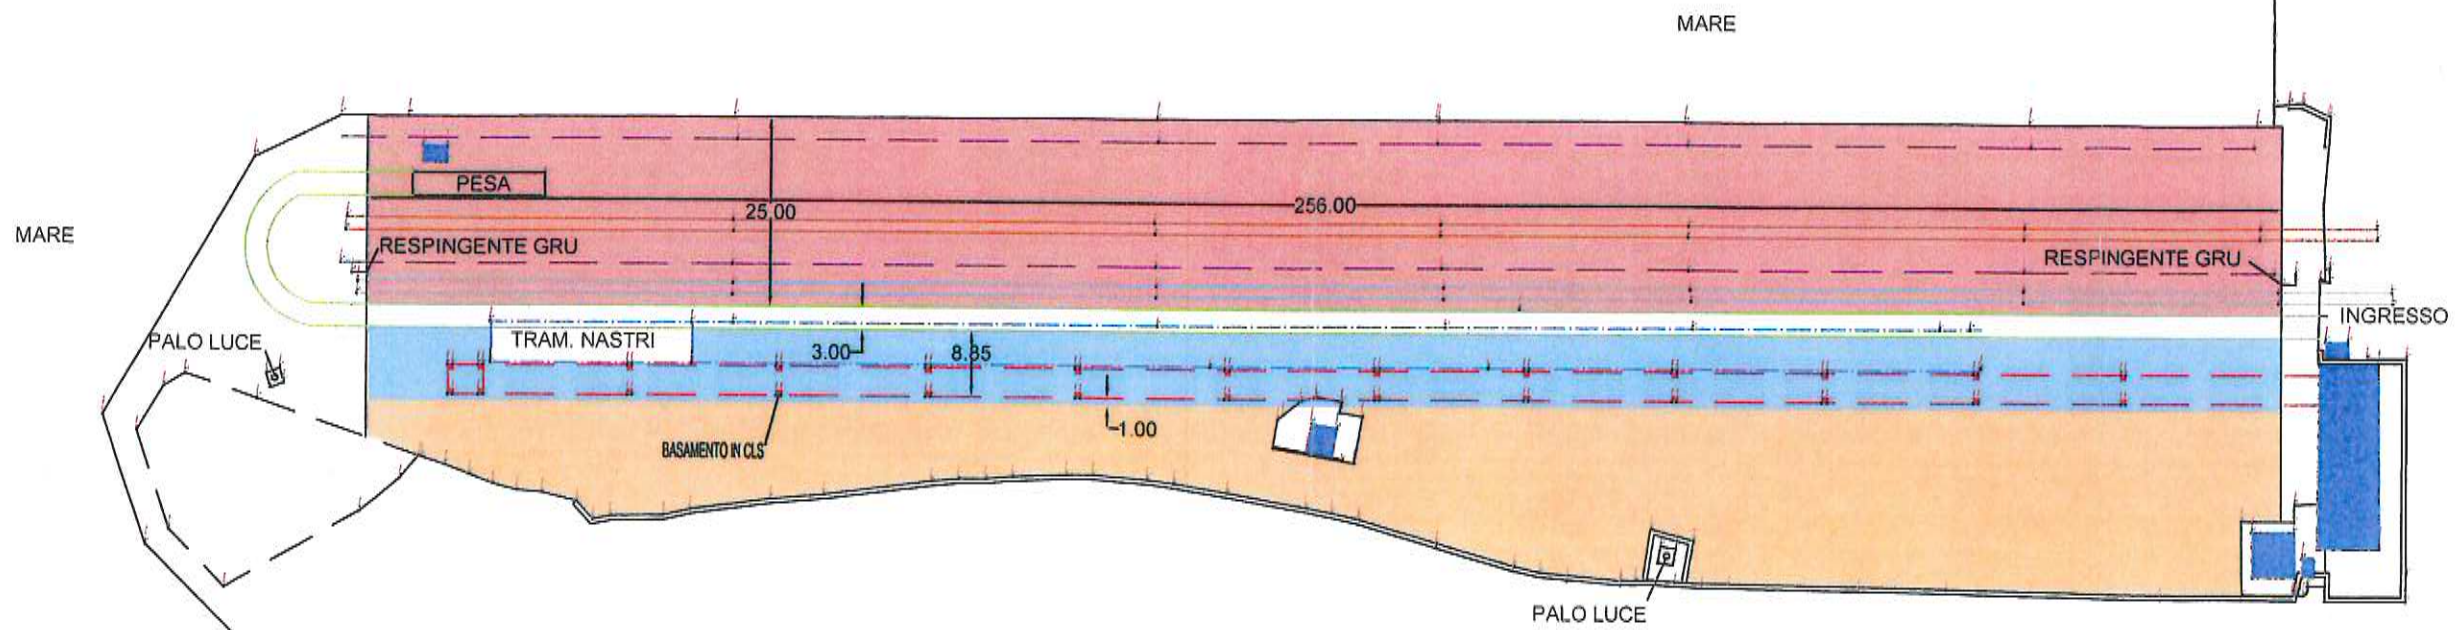 MARE
PESA
25.00
256.00
MARE
RESPINGENTE GRU
RESPINGENTE GRU
INGRESSO
PALO LUCE
TRAM. NASTRI
3.00
8.85
1.00
BASAMENTO IN CLS
PALO LUCE